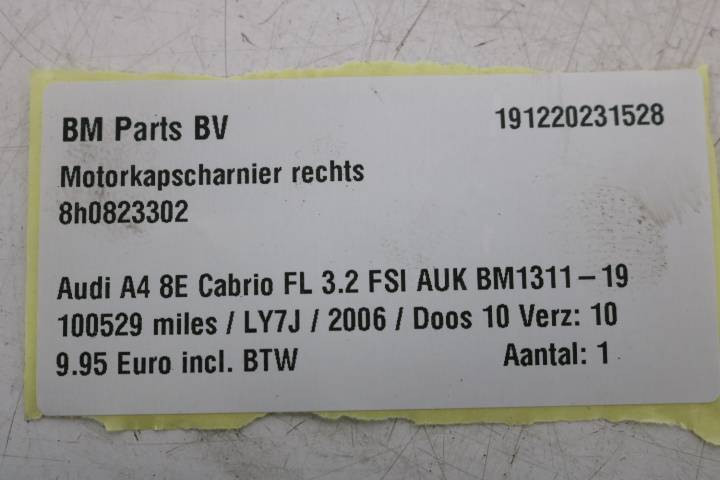 BM Parts BV 191220231528
Motorkapscharnier rechts
8h0823302
Audi A4 8E Cabrio FL 3.2 FSI AUK BM1311-19
100529 miles / LY7J / 2006 / Doos 10 Verz: 10
9.95 Euro incl. BTW Aantal: 1